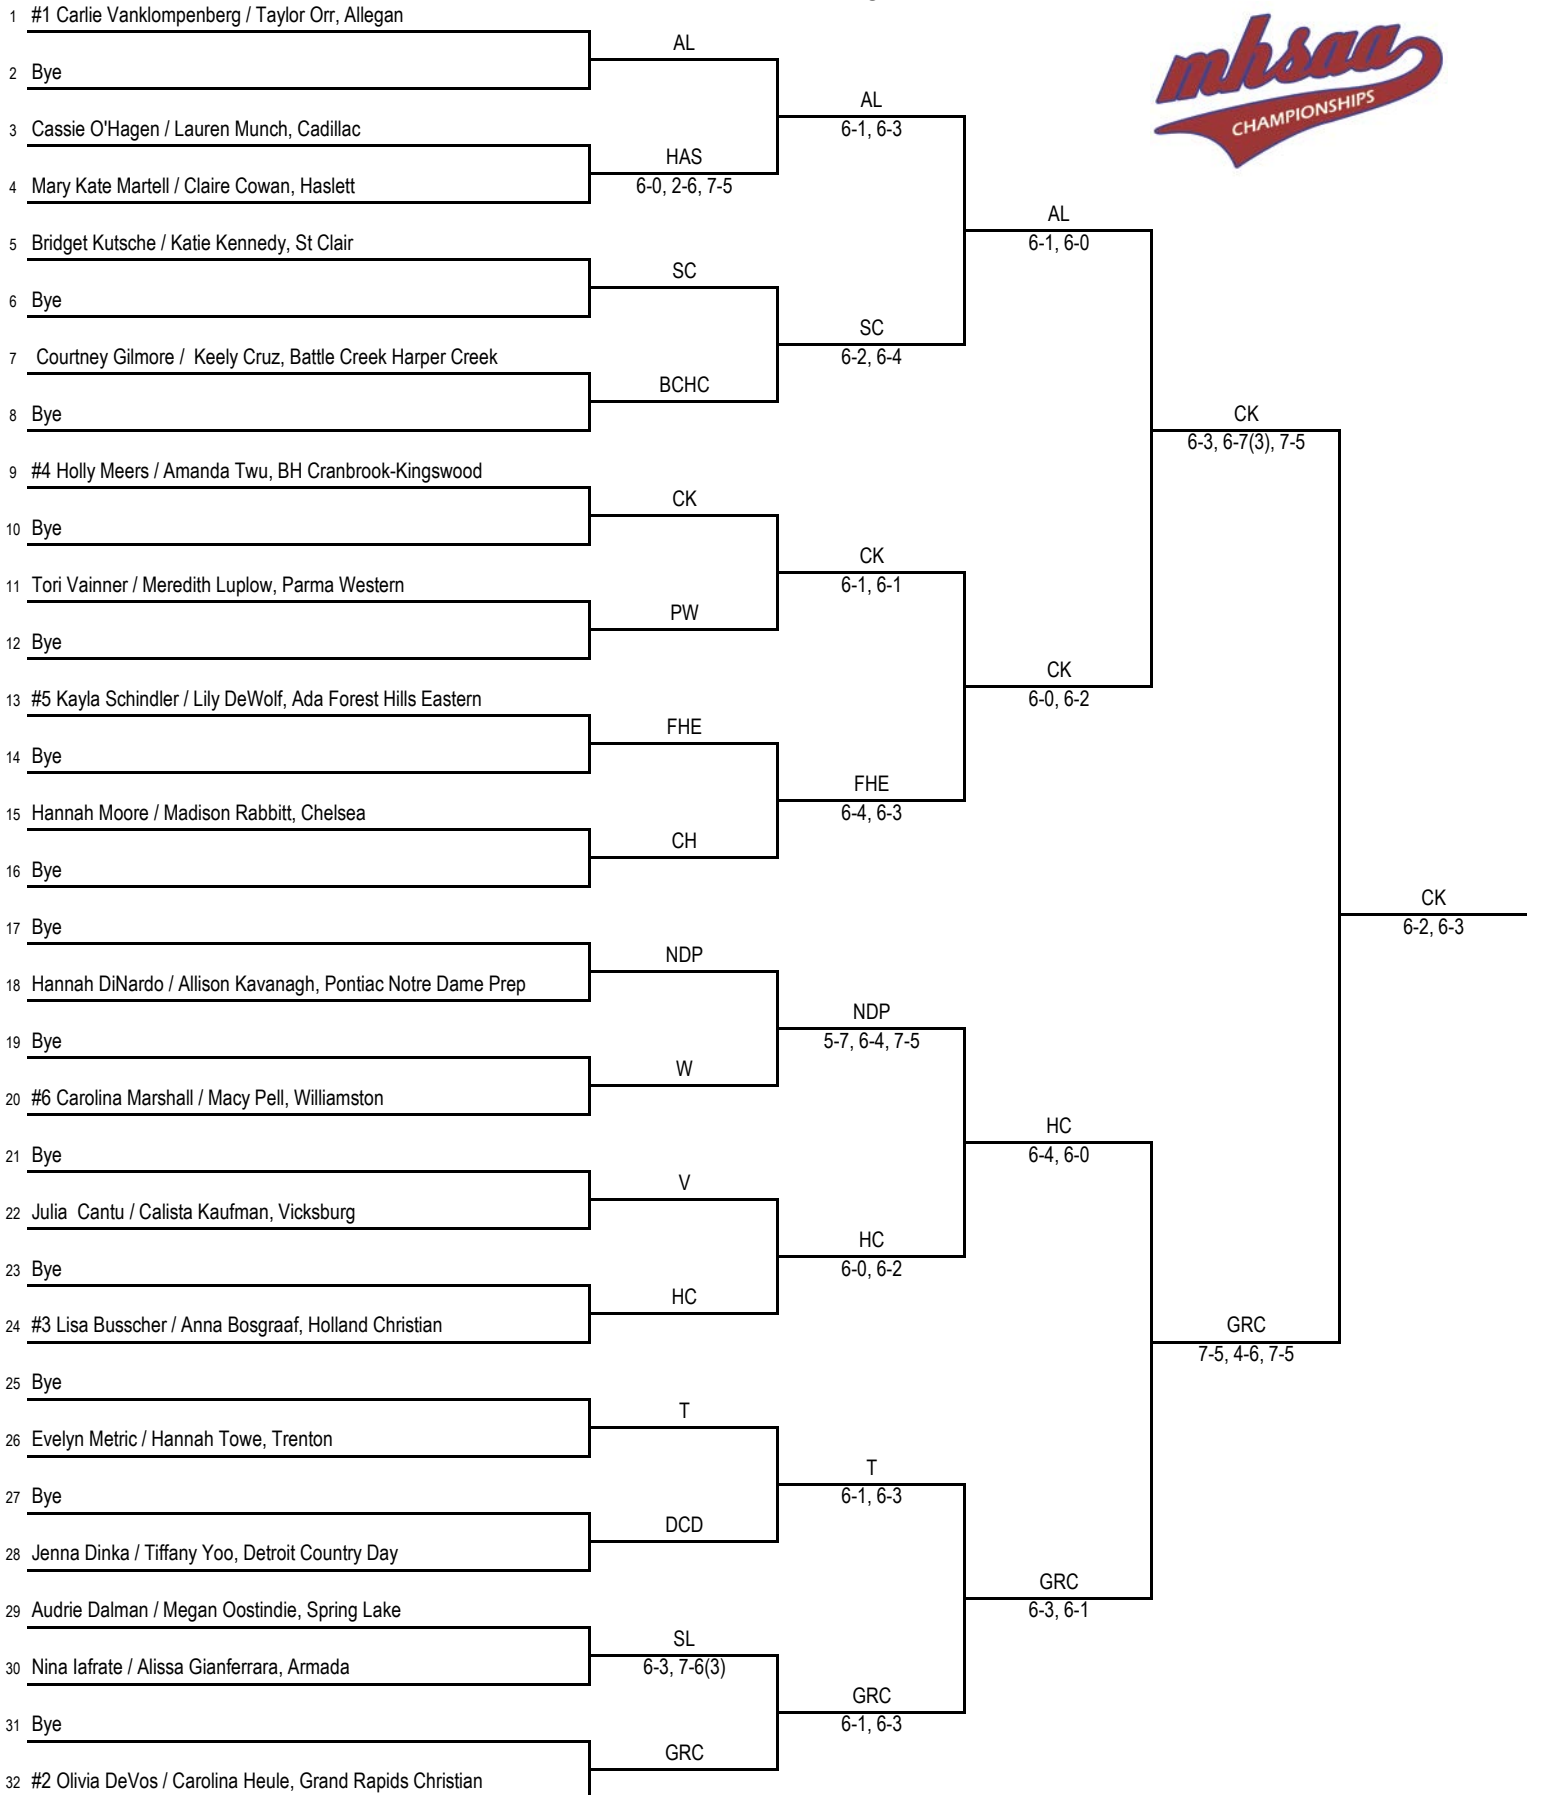 1 #1 Carlie Vanklompenberg / Taylor Orr, Allegan
AL
2 Bye
AL
6-1, 6-3
3 Cassie O'Hagen / Lauren Munch, Cadillac
HAS
6-0, 2-6, 7-5
4 Mary Kate Martell / Claire Cowan, Haslett
AL
6-1, 6-0
5 Bridget Kutsche / Katie Kennedy, St Clair
SC
6 Bye
SC
6-2, 6-4
7 Courtney Gilmore / Keely Cruz, Battle Creek Harper Creek
BCHC
8 Bye
CK
6-3, 6-7(3), 7-5
9 #4 Holly Meers / Amanda Twu, BH Cranbrook-Kingswood
CK
10 Bye
CK
6-1, 6-1
11 Tori Vainner / Meredith Luplow, Parma Western
PW
12 Bye
CK
6-0, 6-2
13 #5 Kayla Schindler / Lily DeWolf, Ada Forest Hills Eastern
FHE
14 Bye
FHE
6-4, 6-3
15 Hannah Moore / Madison Rabbitt, Chelsea
CH
16 Bye
CK
6-2, 6-3
17 Bye
NDP
18 Hannah DiNardo / Allison Kavanagh, Pontiac Notre Dame Prep
NDP
5-7, 6-4, 7-5
19 Bye
W
20 #6 Carolina Marshall / Macy Pell, Williamston
HC
6-4, 6-0
21 Bye
V
22 Julia Cantu / Calista Kaufman, Vicksburg
HC
6-0, 6-2
23 Bye
HC
24 #3 Lisa Busscher / Anna Bosgraaf, Holland Christian
GRC
7-5, 4-6, 7-5
25 Bye
T
26 Evelyn Metric / Hannah Towe, Trenton
T
6-1, 6-3
27 Bye
DCD
28 Jenna Dinka / Tiffany Yoo, Detroit Country Day
GRC
6-3, 6-1
29 Audrie Dalman / Megan Oostindie, Spring Lake
SL
6-3, 7-6(3)
30 Nina Iafrate / Alissa Gianferrara, Armada
GRC
6-1, 6-3
31 Bye
GRC
32 #2 Olivia DeVos / Carolina Heule, Grand Rapids Christian
mhsaa
CHAMPIONSHIPS